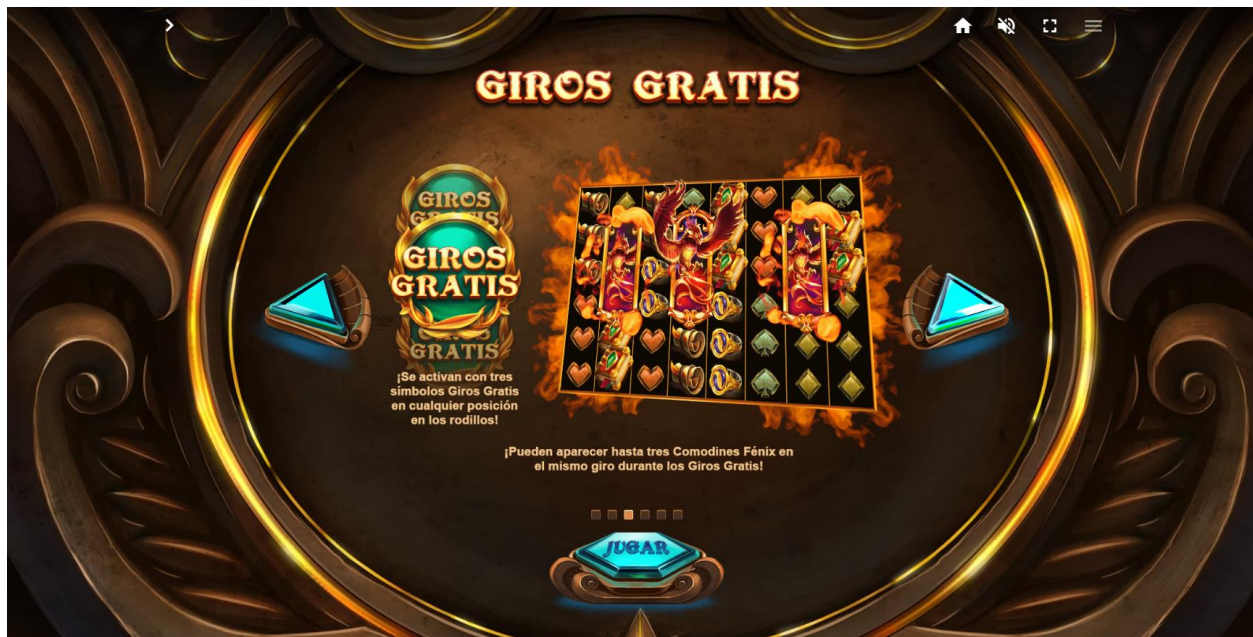 GIROS GRATIS
GIROS
GRATIS
GIROS
GRATIS
GRATIS
¡Se activan con tres
símbolos Giros Gratis
en cualquier posición
en los rodillos!
¡Pueden aparecer hasta tres Comodines Fénix en
el mismo giro durante los Giros Gratis!
JUGAR